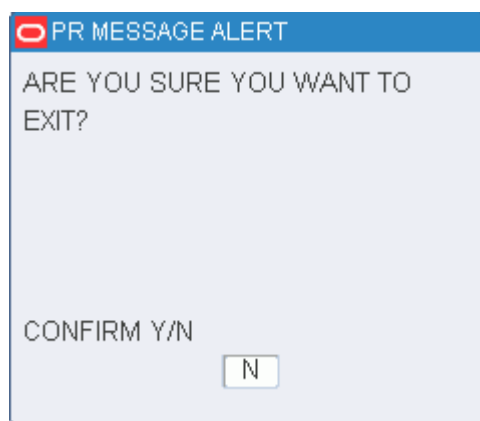 PR MESSAGE ALERT
ARE YOU SURE YOU WANT TO
EXIT?
CONFIRM Y/N
N